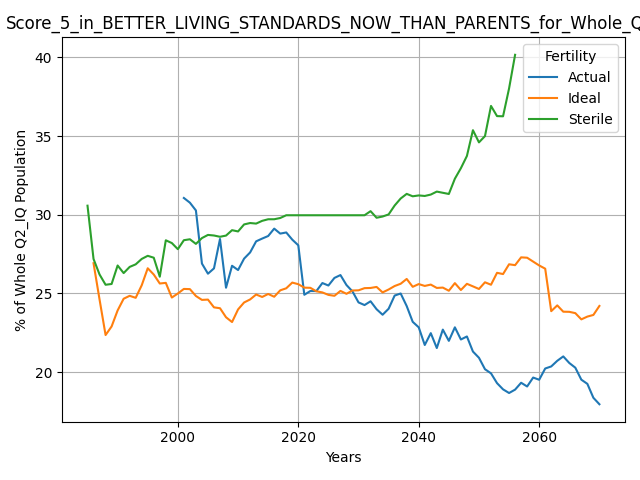 Score_5_in_BETTER_LIVING_STANDARDS_NOW_THAN_PARENTS_for_Whole_Q
Fertility
Actual
Ideal
Sterile
% of Whole Q2_IQ Population
40
35
30
25
20
2000
2020
2040
2060
Years